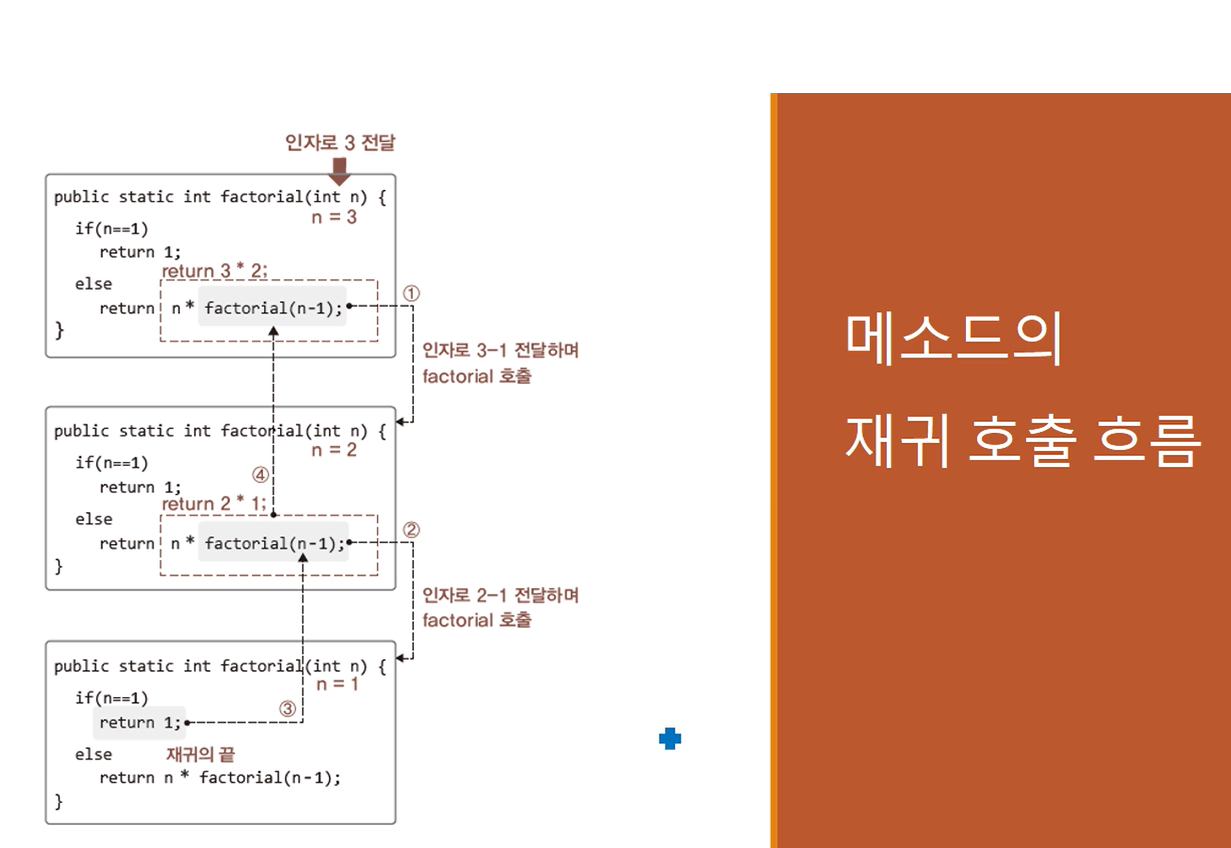 인자로 3 전달
public static int factorial(int n) {
n = 3
if(n==1)
return 1;
return 3 * 2;
else
return n * factorial(n-1);
}
①
인자로 3-1 전달하며
factorial 호출
public static int factorial(int n) {
n = 2
if(n==1)
④
return 1;
return 2 * 1;
else
return n * factorial(n-1);
}
②
인자로 2-1 전달하며
factorial 호출
public static int factorial(int n) {
n = 1
if(n==1)
return 1;
③
else
재귀의 끝
return n * factorial(n-1);
}
메소드의
재귀 호출 흐름